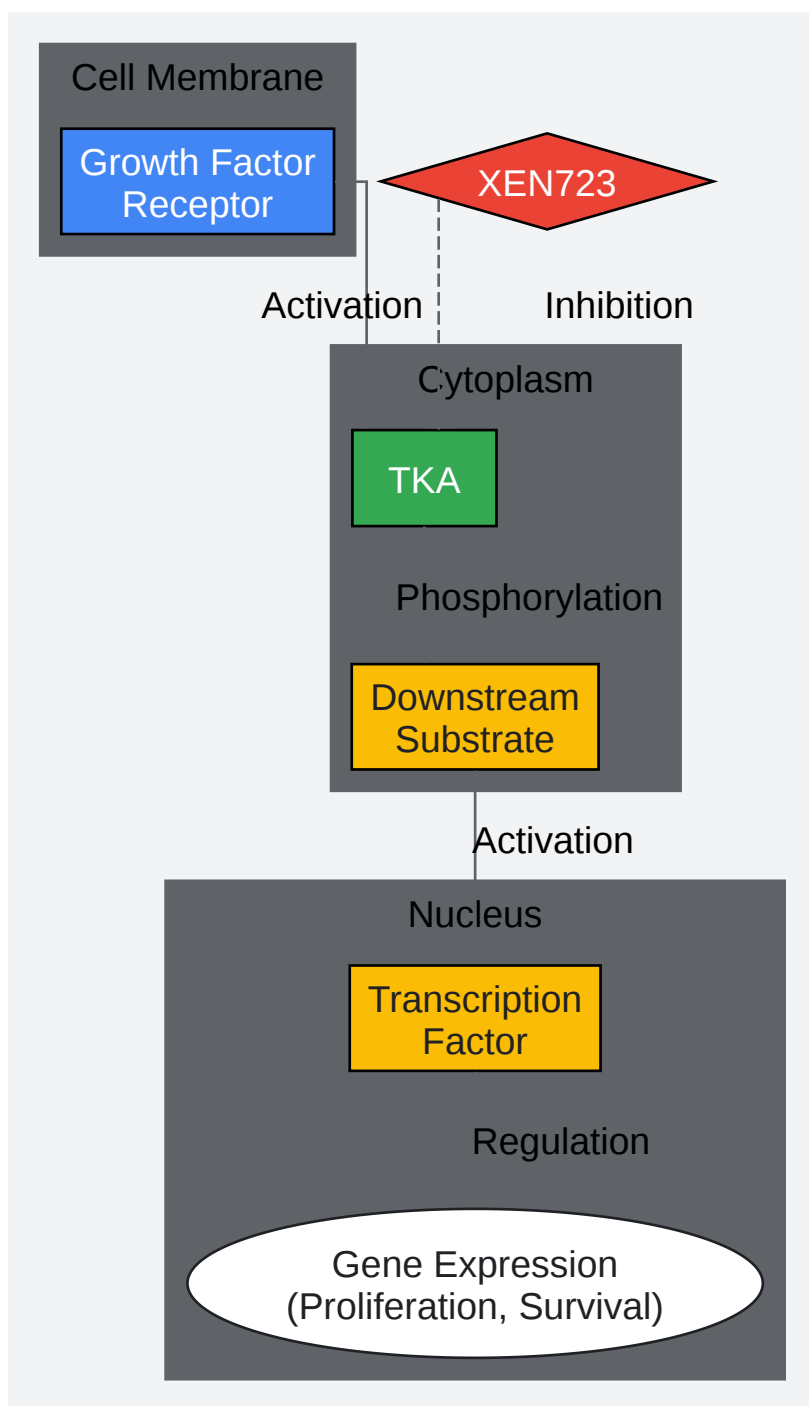 Cell Membrane
Growth Factor
Receptor
XEN723
Activation
Inhibition
Cytoplasm
TKA
Phosphorylation
Downstream
Substrate
Activation
Nucleus
Transcription
Factor
Regulation
Gene Expression
(Proliferation, Survival)